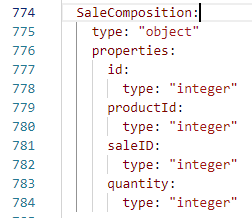 774 SaleComposition:
775 type: "object"
776 properties:
777 id:
778 type: "integer"
779 productId:
780 type: "integer"
781 saleID:
782 type: "integer"
783 quantity:
784 type: "integer"